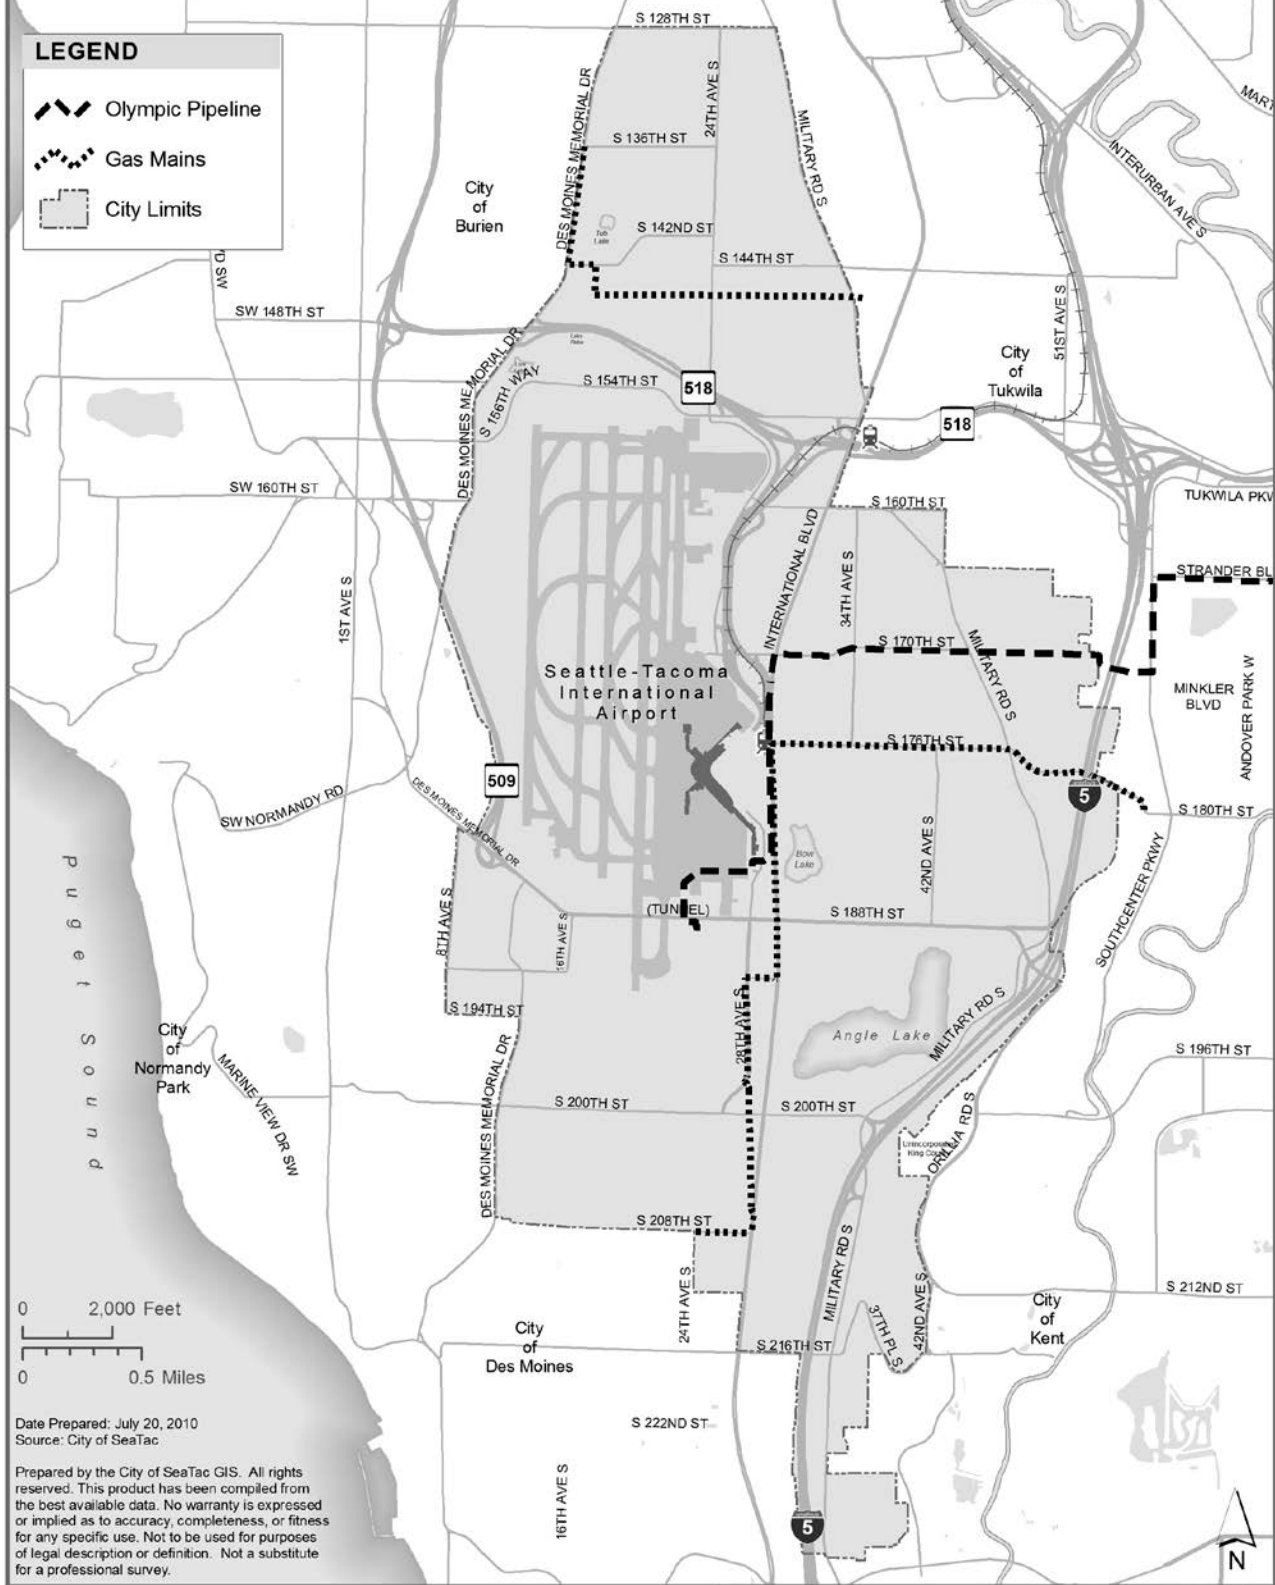 S 128TH ST
LEGEND
Olympic Pipeline
Gas Mains
City Limits
DES MOINES MEMORIAL DR
24TH AVE S
MILITARY RD S
S 136TH ST
INTERURBAN AVE S
City
of
Burien
Tub
Lake
S 142ND ST
S 144TH ST
SW 148TH ST
51ST AVE S
DES MOINES MEMORIAL DR
S 156TH WAY
S 154TH ST
518
City
of
Tukwila
518
SW 160TH ST
S 160TH ST
TUKWILA PKW
INTERNATIONAL BLVD
34TH AVE S
1ST AVE S
STRANDER BL
S 170TH ST
MILITARY RD S
Seattle-Tacoma
International
Airport
MINKLER
BLVD
ANDOVER PARK W
S 176TH ST
509
5
SW NORMANDY RD
DES MOINES MEMORIAL DR
S 180TH ST
Bow
Lake
42ND AVE S
SOUTHCENTER PKWY
Puget Sound
8TH AVE S
16TH AVE S
S 188TH ST
S 194TH ST
28TH AVE S
Angle Lake
MILITARY RD S
City
of
Normandy
Park
MARINE VIEW DR SW
DES MOINES MEMORIAL DR
S 196TH ST
S 200TH ST
S 200TH ST
ORILLIA RD S
S 208TH ST
MILITARY RD S
24TH AVE S
42ND AVE S
37TH PL S
S 212ND ST
0 2,000 Feet
0 0.5 Miles
City
of
Des Moines
S 216TH ST
City
of
Kent
S 222ND ST
16TH AVE S
5
Date Prepared: July 20, 2010
Source: City of SeaTac
Prepared by the City of SeaTac GIS. All rights
reserved. This product has been compiled from
the best available data. No warranty is expressed
or implied as to accuracy, completeness, or fitness
for any specific use. Not to be used for purposes
of legal description or definition. Not a substitute
for a professional survey.
N